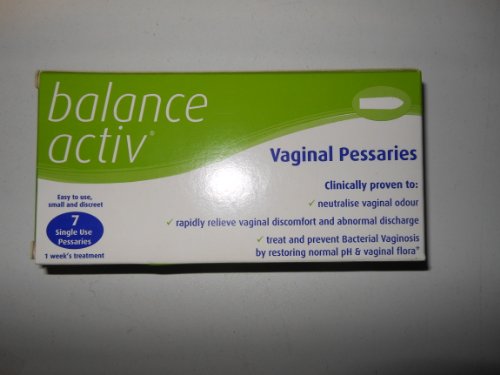 balance
activ®
Vaginal Pessaries
Clinically proven to:
✓ neutralise vaginal odour
✓ rapidly relieve vaginal discomfort and abnormal discharge
✓ treat and prevent Bacterial Vaginosis
by restoring normal pH & vaginal flora*
Easy to use,
small and discreet
7
Single Use
Pessaries
1 week's treatment